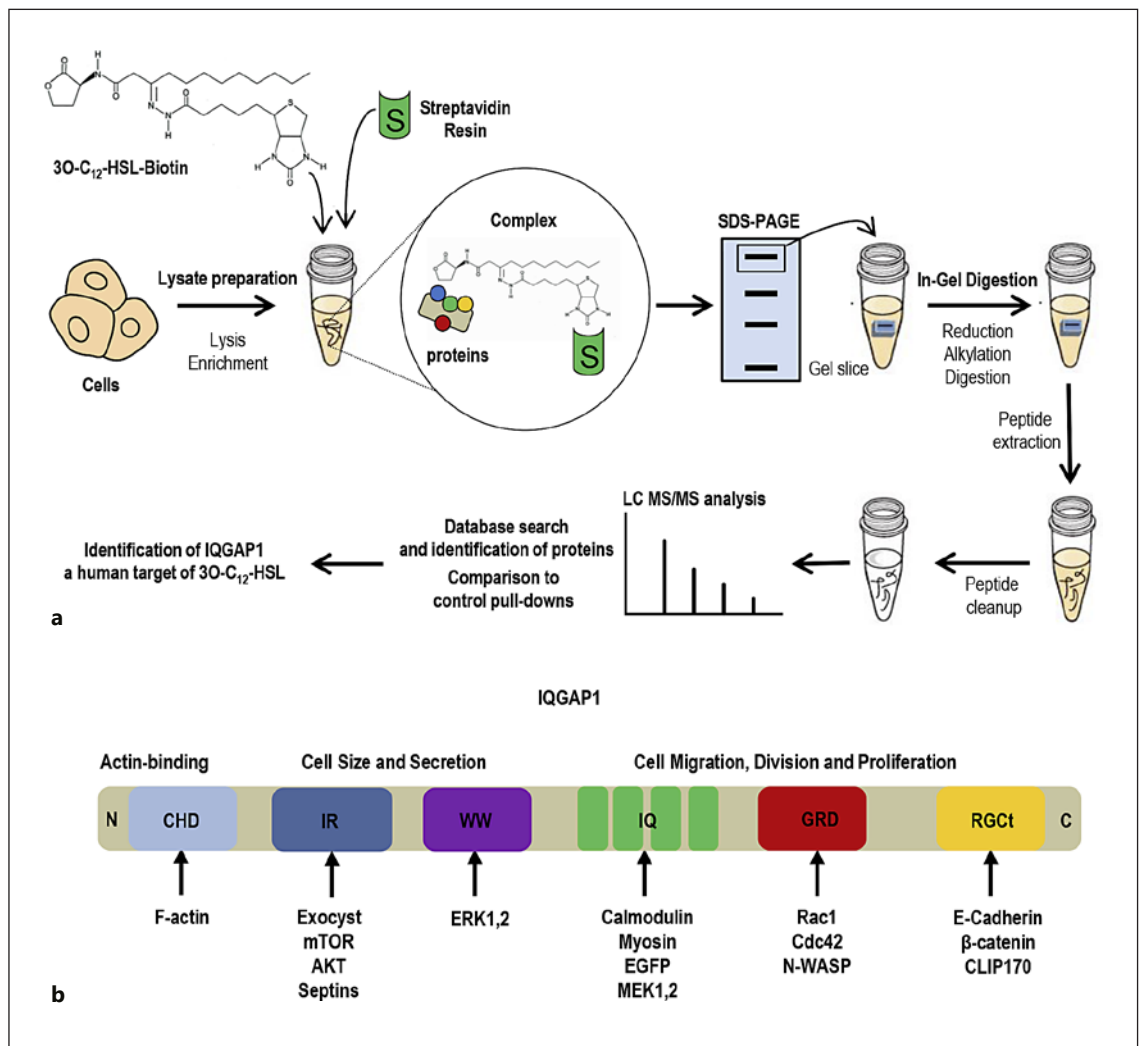 O
H
N
O
O
N
N
H
O
S
H
N
N
H
O
3O-C₁₂-HSL-Biotin
S
Streptavidin
Resin
Cells
Lysate preparation
Lysis
Enrichment
Complex
proteins
S
SDS-PAGE
Gel slice
In-Gel Digestion
Reduction
Alkylation
Digestion
Peptide
extraction
Peptide
cleanup
LC MS/MS analysis
Database search
and identification of proteins
Comparison to
control pull-downs
Identification of IQGAP1
a human target of 3O-C₁₂-HSL
a
IQGAP1
Actin-binding Cell Size and Secretion Cell Migration, Division and Proliferation
N CHD IR WW IQ GRD RGCt C
F-actin
Exocyst
mTOR
AKT
Septins
ERK1,2
Calmodulin
Myosin
EGFP
MEK1,2
Rac1
Cdc42
N-WASP
E-Cadherin
β-catenin
CLIP170
b